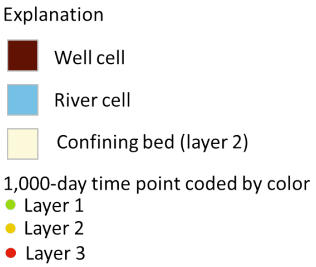 Explanation
Well cell
River cell
Confining bed (layer 2)
1,000-day time point coded by color
Layer 1
Layer 2
Layer 3